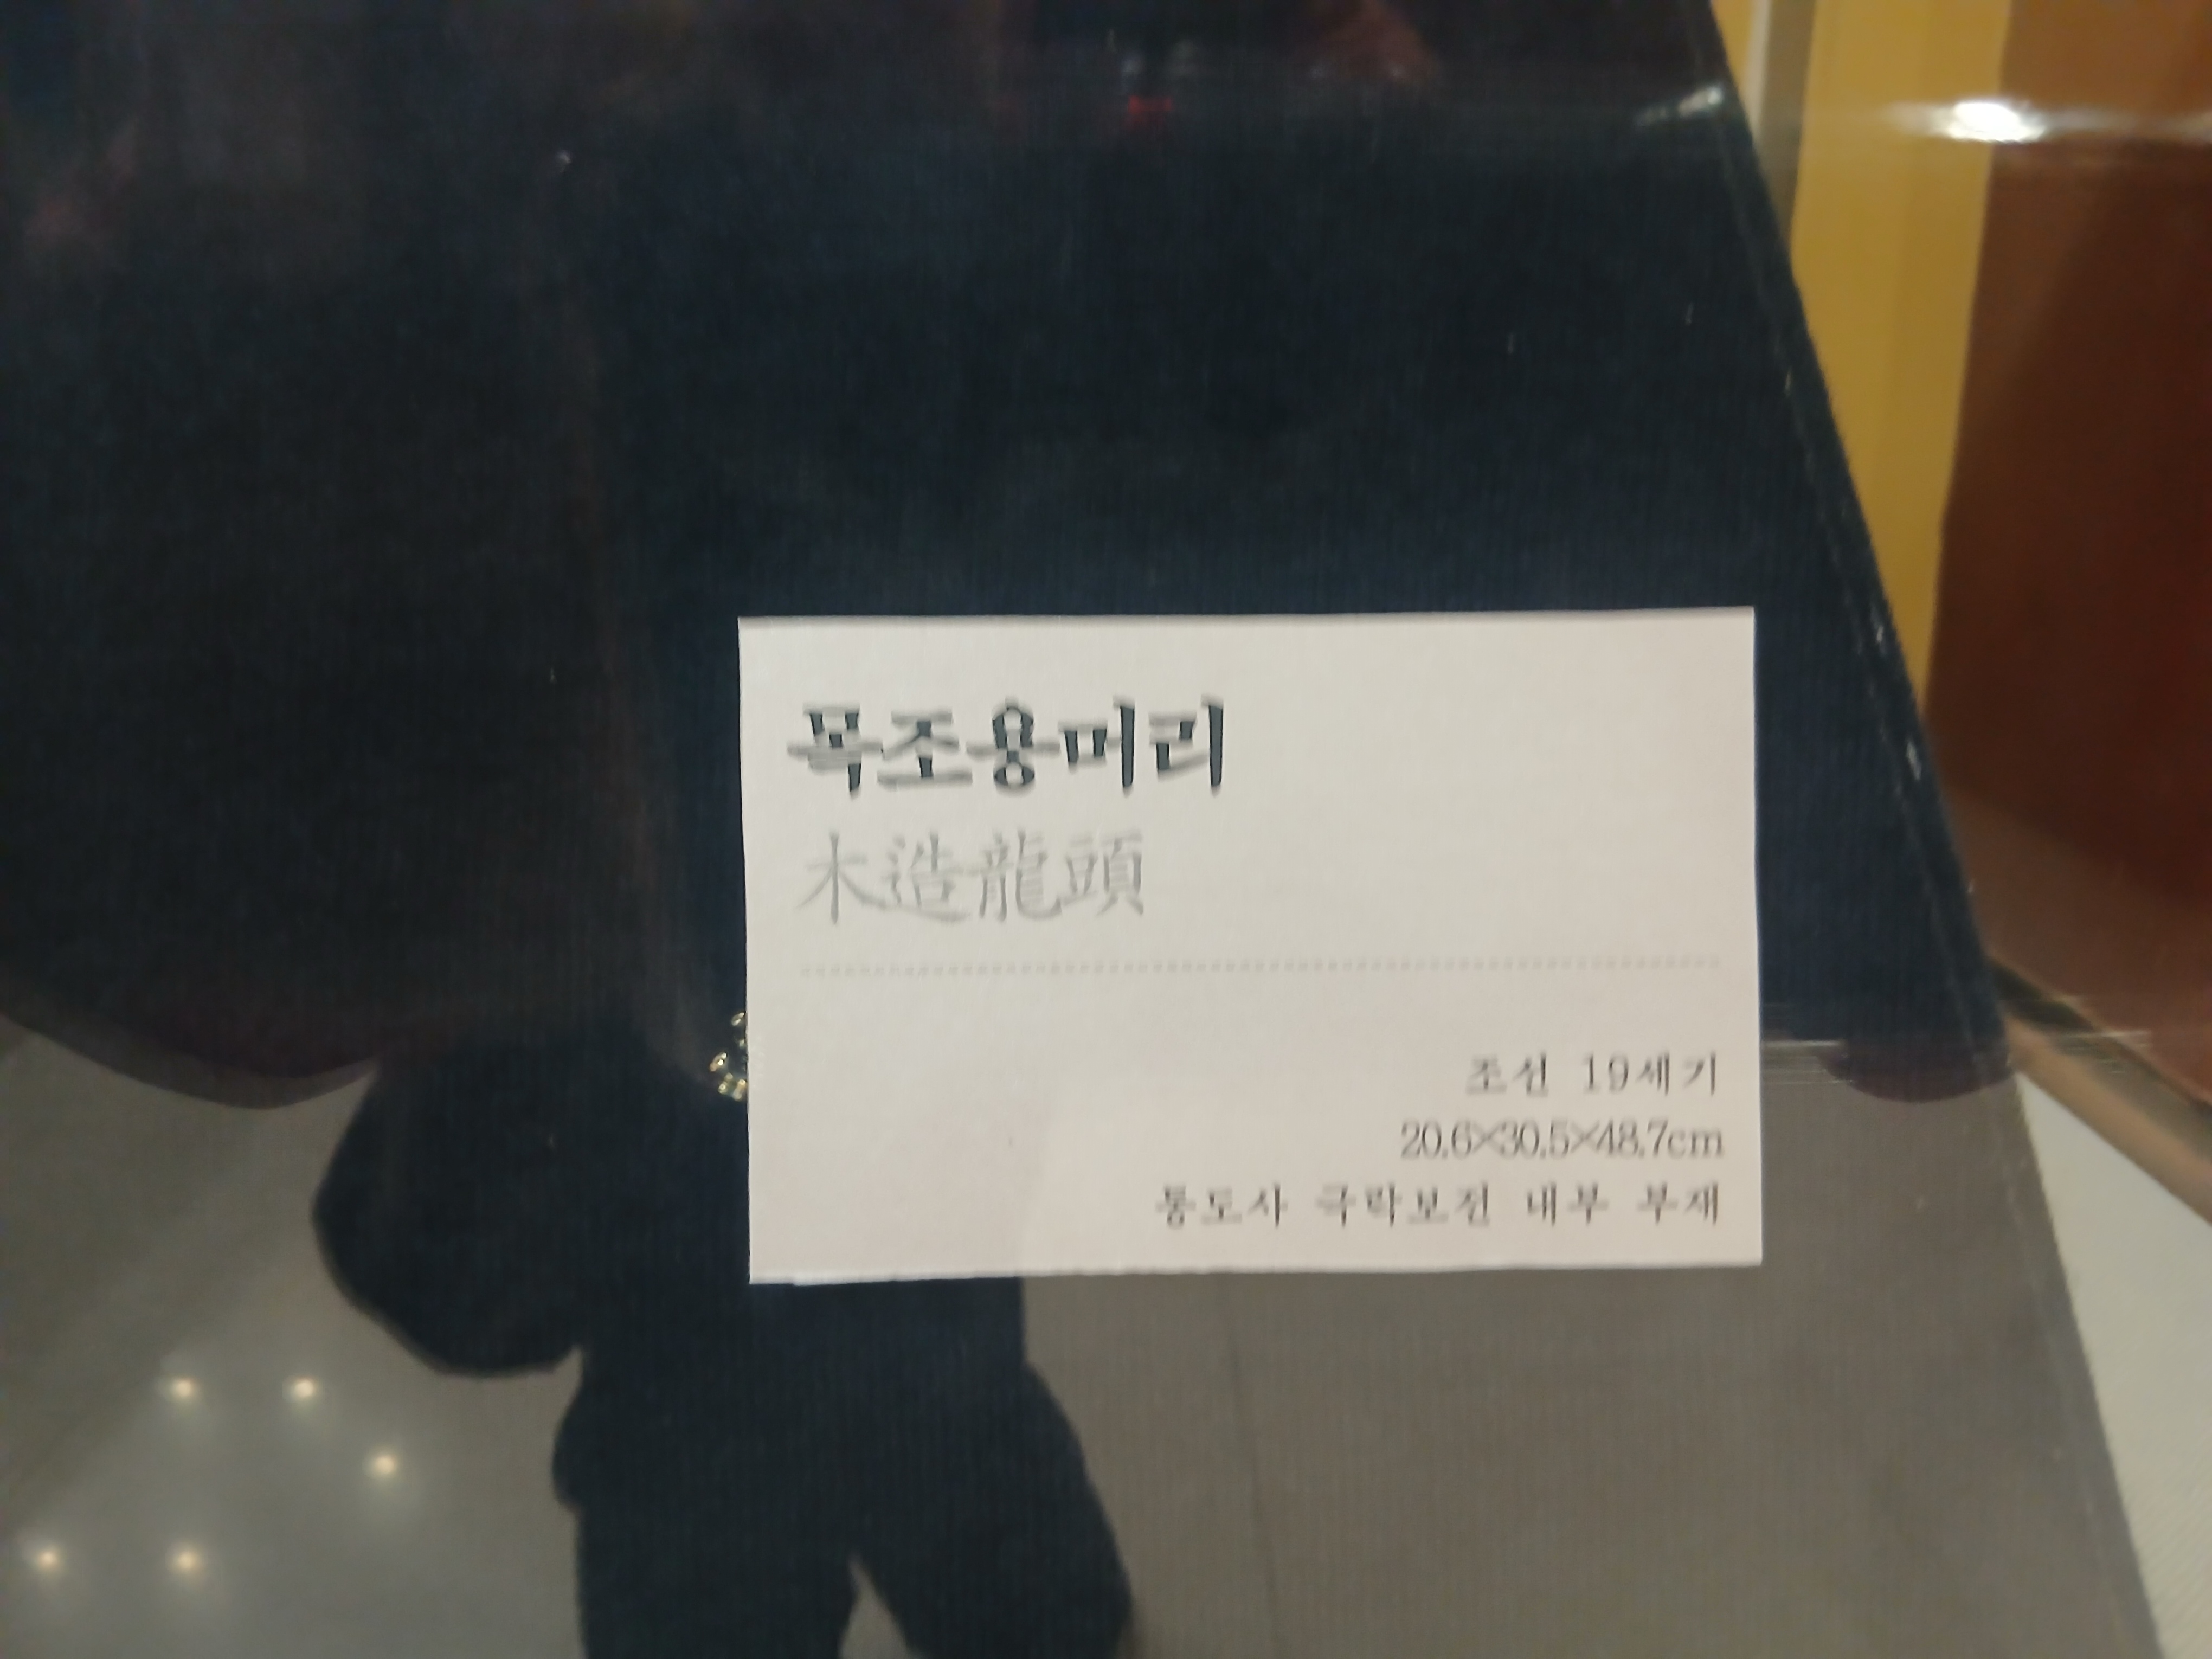 목조용머리
木造龍頭
조선 19세기
20.6×30.5×48.7cm
통도사 극락보전 내부 부재